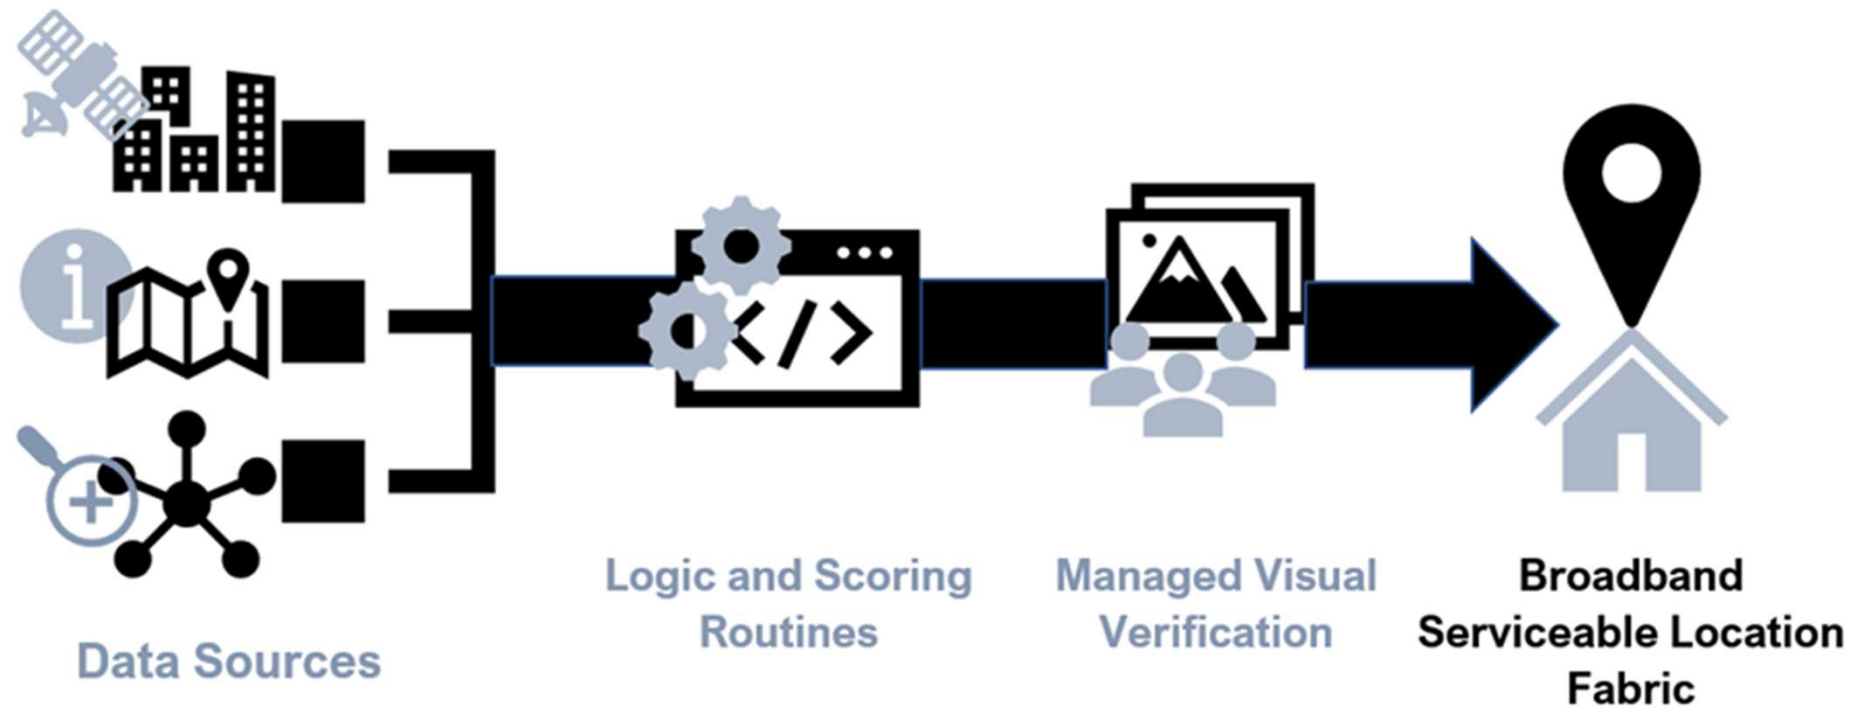 Data Sources
Logic and Scoring
Routines
Managed Visual
Verification
Broadband
Serviceable Location
Fabric